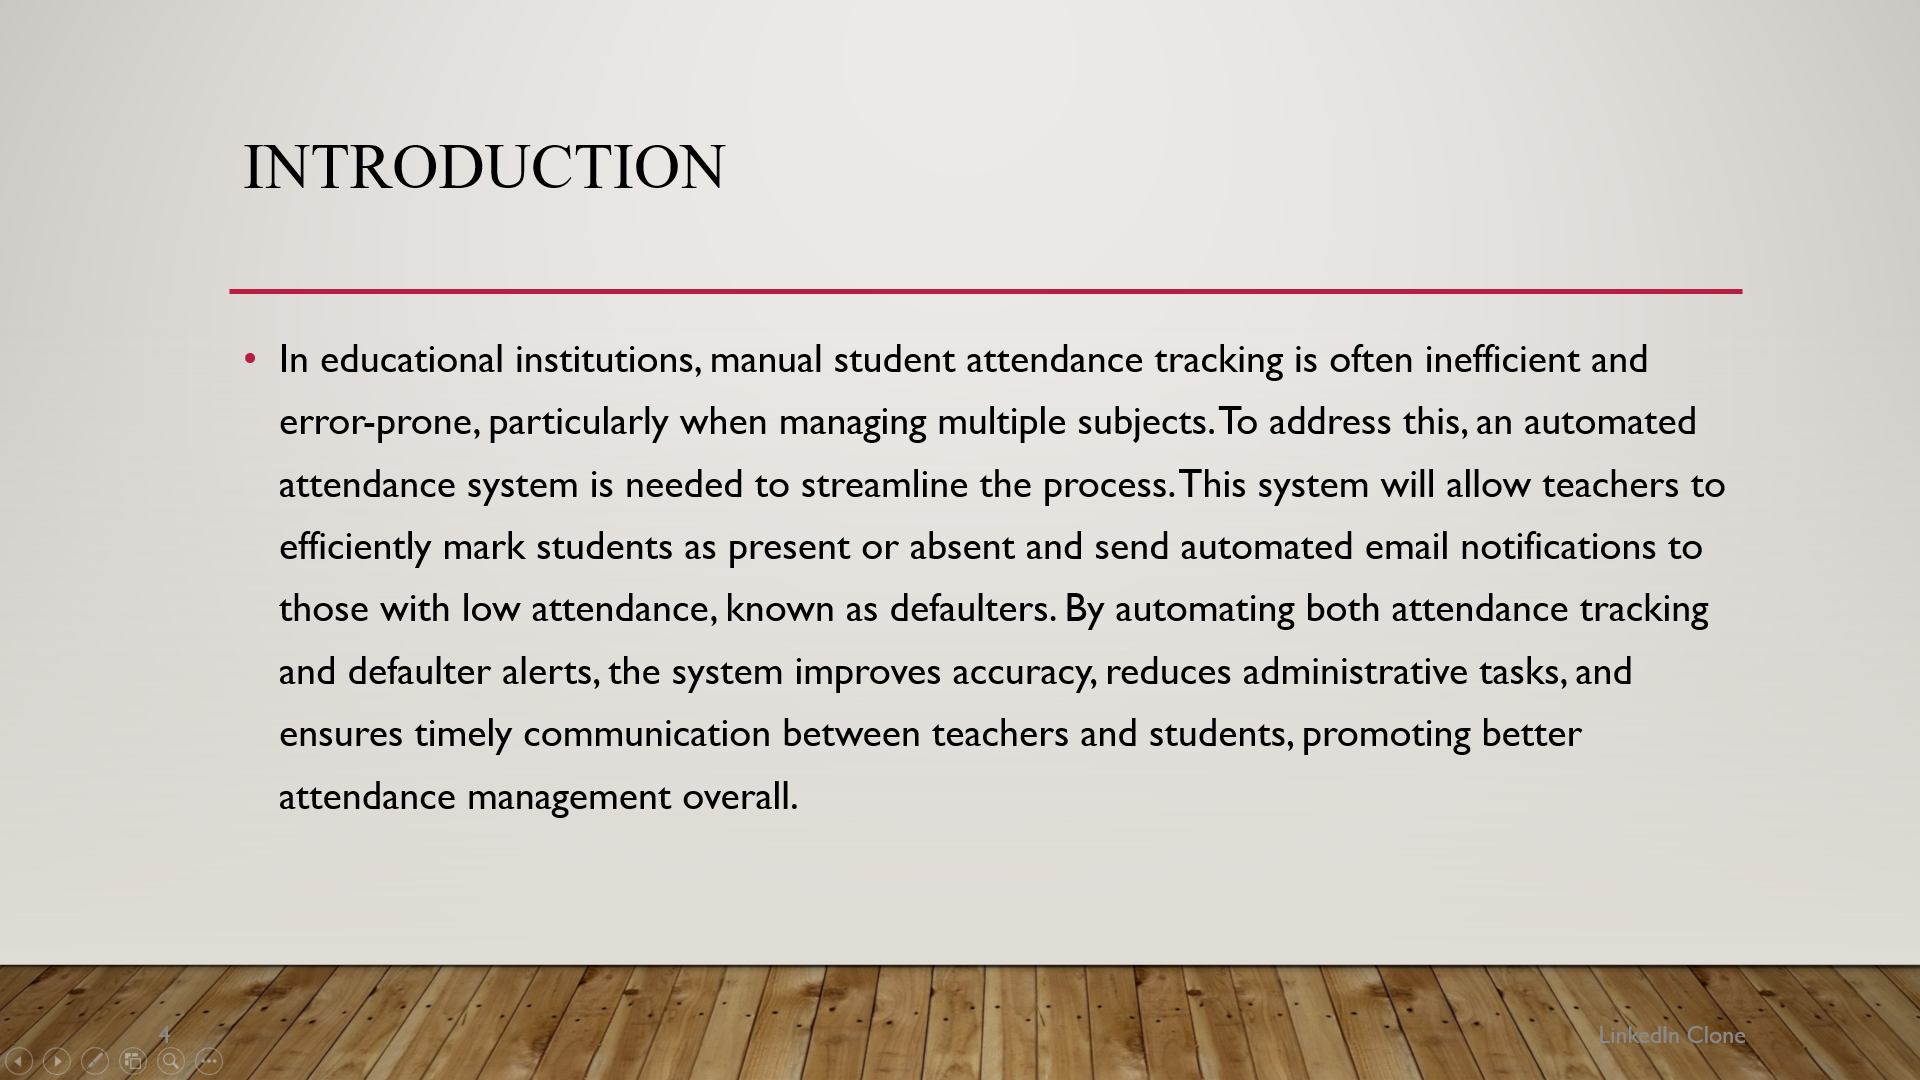 INTRODUCTION
• In educational institutions, manual student attendance tracking is often inefficient and
error-prone, particularly when managing multiple subjects. To address this, an automated
attendance system is needed to streamline the process. This system will allow teachers to
efficiently mark students as present or absent and send automated email notifications to
those with low attendance, known as defaulters. By automating both attendance tracking
and defaulter alerts, the system improves accuracy, reduces administrative tasks, and
ensures timely communication between teachers and students, promoting better
attendance management overall.
4
LinkedIn Clone